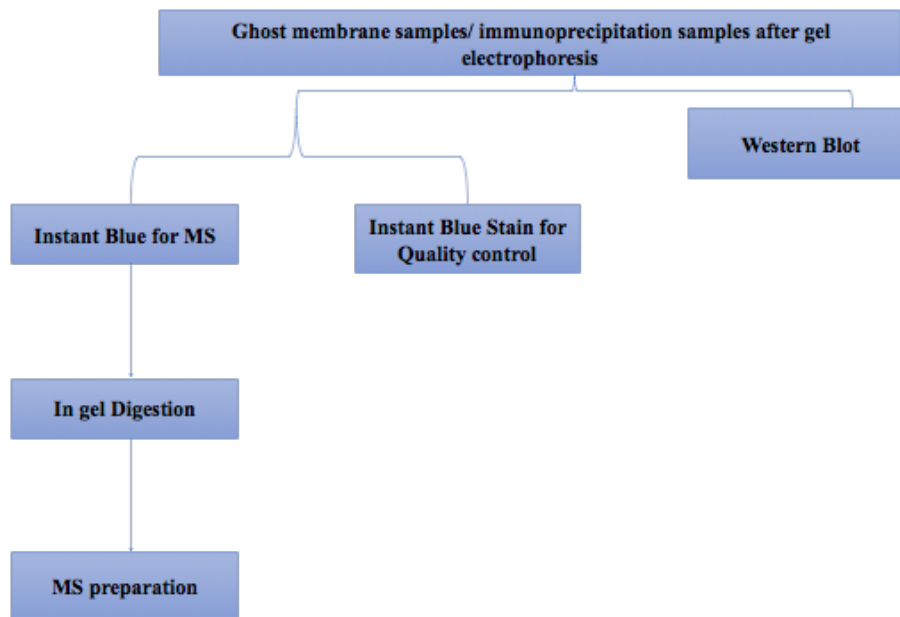 Ghost membrane samples/ immunoprecipitation samples after gel
electrophoresis
Western Blot
Instant Blue for MS
Instant Blue Stain for
Quality control
In gel Digestion
MS preparation